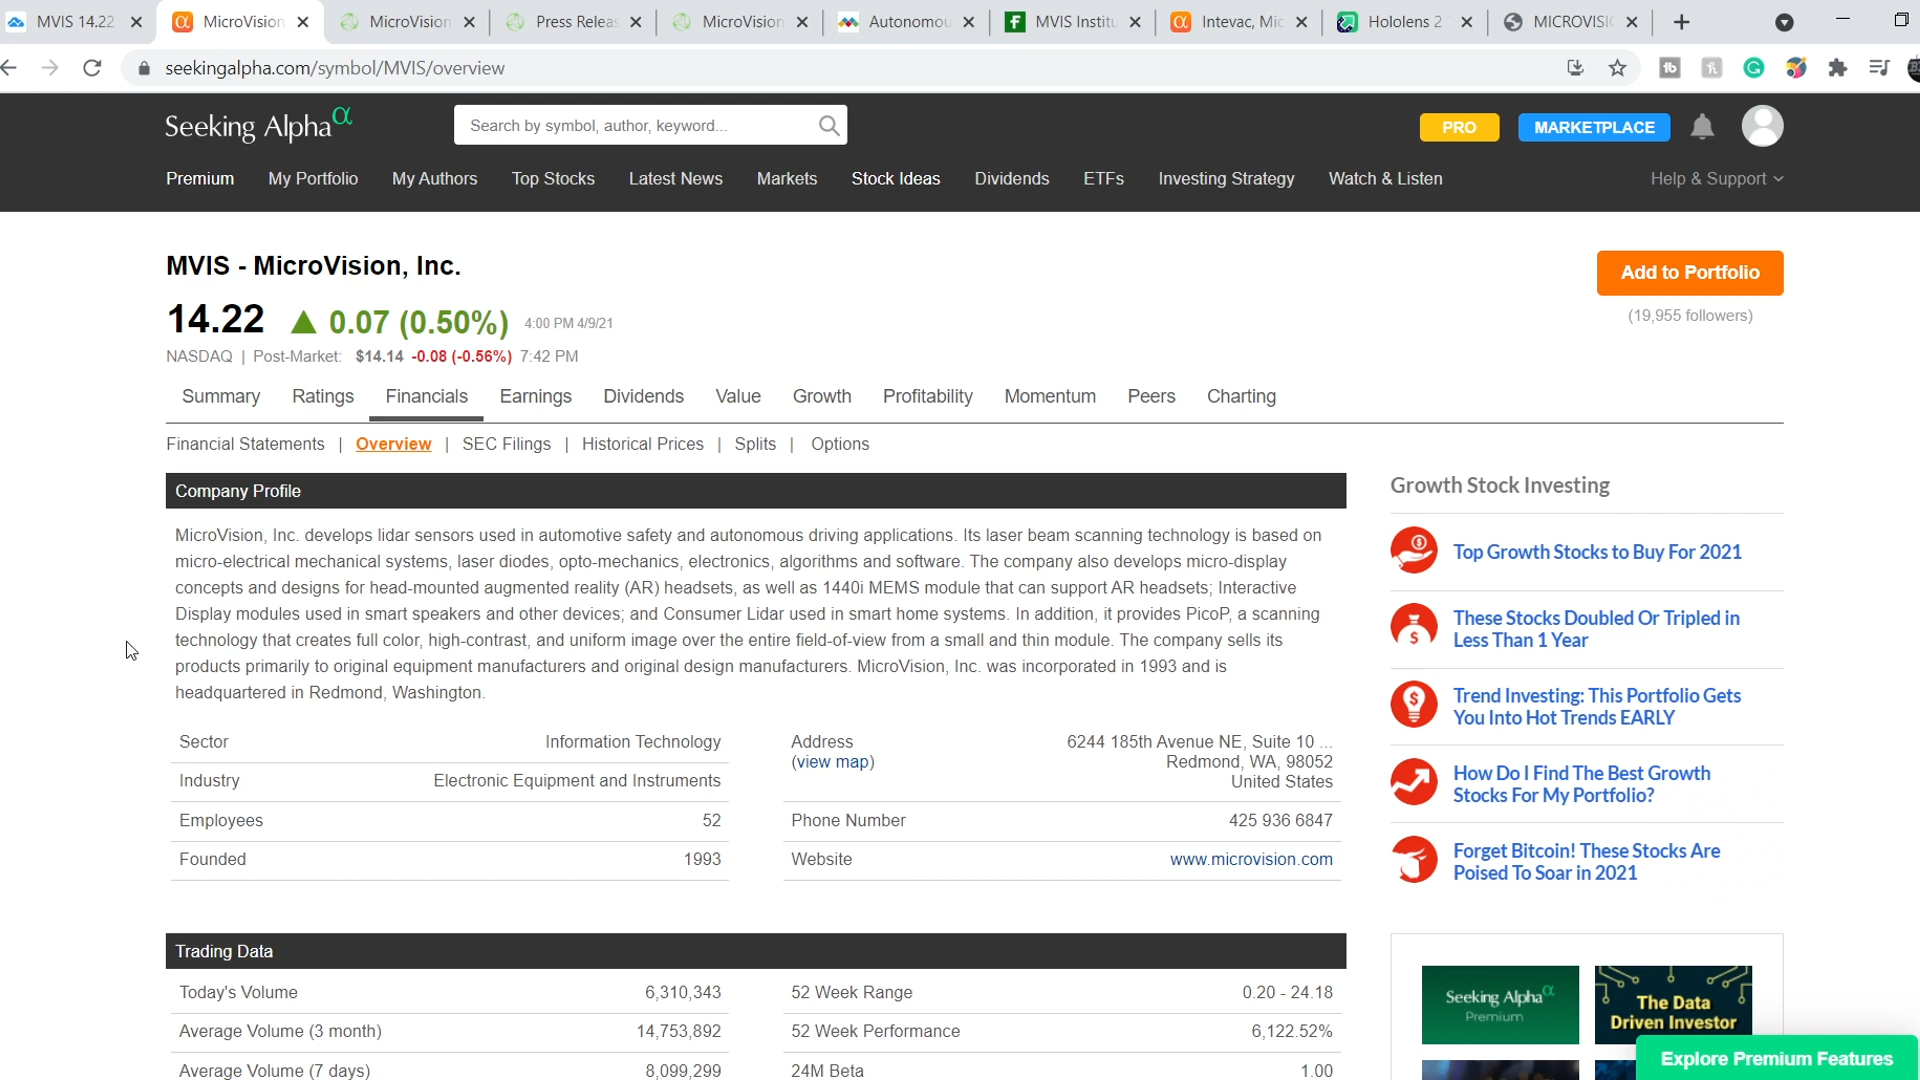 MVIS 14.22
MicroVision
MicroVision
Press Releas
MicroVision
Autonomou
MVIS Institu
Intevac, Mic
Hololens 2
MICROVISIO
seekingalpha.com/symbol/MVIS/overview
Seeking Alpha α
Search by symbol, author, keyword...
PRO
MARKETPLACE
Premium
My Portfolio
My Authors
Top Stocks
Latest News
Markets
Stock Ideas
Dividends
ETFs
Investing Strategy
Watch & Listen
Help & Support
MVIS - MicroVision, Inc.
Add to Portfolio
14.22 ▲ 0.07 (0.50%) 4:00 PM 4/9/21
(19,955 followers)
NASDAQ | Post-Market: $14.14 -0.08 (-0.56%) 7:42 PM
Summary Ratings Financials Earnings Dividends Value Growth Profitability Momentum Peers Charting
Financial Statements | Overview | SEC Filings | Historical Prices | Splits | Options
Company Profile
MicroVision, Inc. develops lidar sensors used in automotive safety and autonomous driving applications. Its laser beam scanning technology is based on
micro-electrical mechanical systems, laser diodes, opto-mechanics, electronics, algorithms and software. The company also develops micro-display
concepts and designs for head-mounted augmented reality (AR) headsets, as well as 1440i MEMS module that can support AR headsets; Interactive
Display modules used in smart speakers and other devices; and Consumer Lidar used in smart home systems. In addition, it provides PicoP, a scanning
technology that creates full color, high-contrast, and uniform image over the entire field-of-view from a small and thin module. The company sells its
products primarily to original equipment manufacturers and original design manufacturers. MicroVision, Inc. was incorporated in 1993 and is
headquartered in Redmond, Washington.
Sector Information Technology
Industry Electronic Equipment and Instruments
Employees 52
Founded 1993
Address 6244 185th Avenue NE, Suite 10 ...
(view map) Redmond, WA, 98052
United States
Phone Number 425 936 6847
Website www.microvision.com
Trading Data
Today's Volume 6,310,343
Average Volume (3 month) 14,753,892
Average Volume (7 days) 8,099,299
52 Week Range 0.20 - 24.18
52 Week Performance 6,122.52%
24M Beta 1.00
Growth Stock Investing
Top Growth Stocks to Buy For 2021
These Stocks Doubled Or Tripled in
Less Than 1 Year
Trend Investing: This Portfolio Gets
You Into Hot Trends EARLY
How Do I Find The Best Growth
Stocks For My Portfolio?
Forget Bitcoin! These Stocks Are
Poised To Soar in 2021
Seeking Alpha α
Premium
The Data
Driven Investor
Explore Premium Features